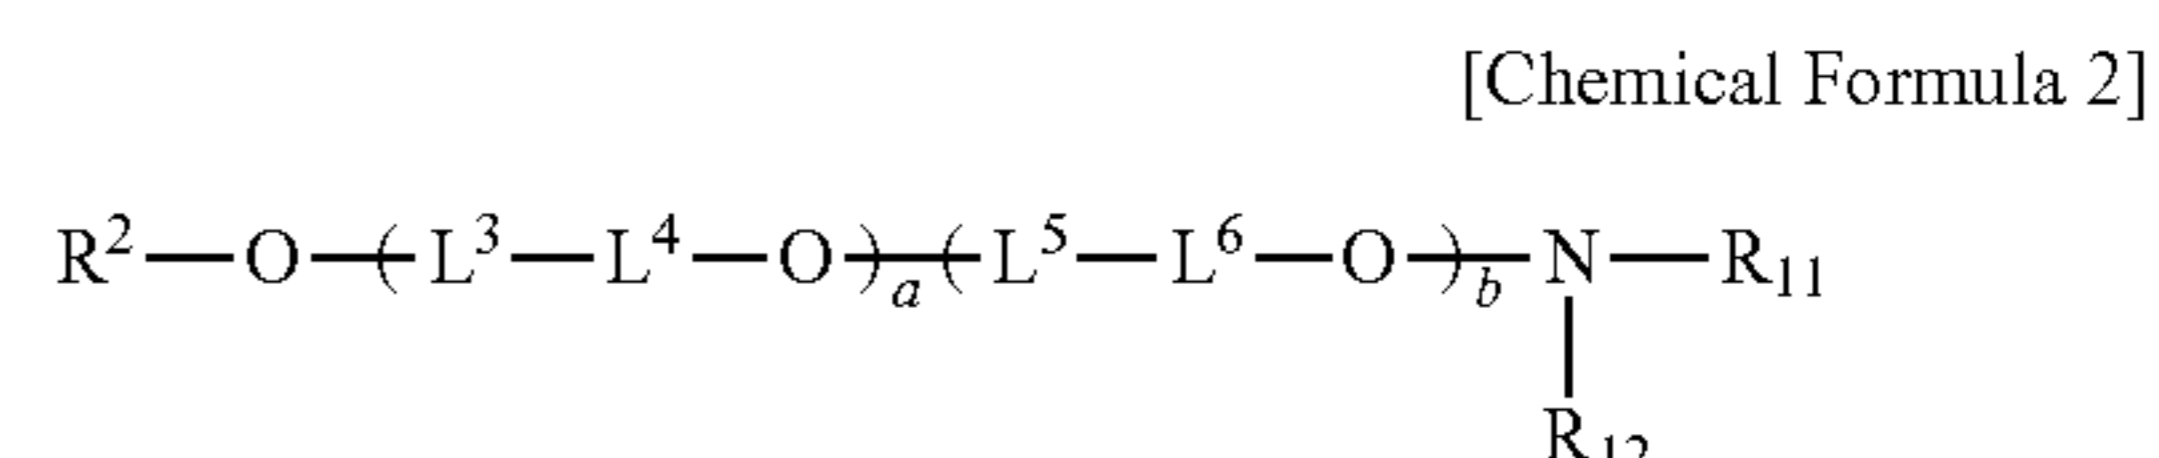 [Chemical Formula 2]
R² — O —( L³ — L⁴ — O )ₐ ( L⁵ — L⁶ — O )b — N — R₁₁
R₁₂